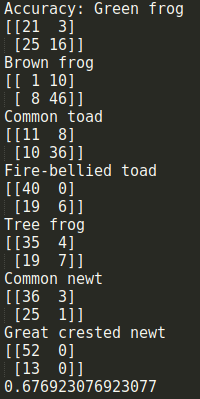 Accuracy: Green frog
[[21  3]
 [25 16]]
Brown frog
[[ 1 10]
 [ 8 46]]
Common toad
[[11  8]
 [10 36]]
Fire-bellied toad
[[40  0]
 [19  6]]
Tree frog
[[35  4]
 [19  7]]
Common newt
[[36  3]
 [25  1]]
Great crested newt
[[52  0]
 [13  0]]
0.676923076923077